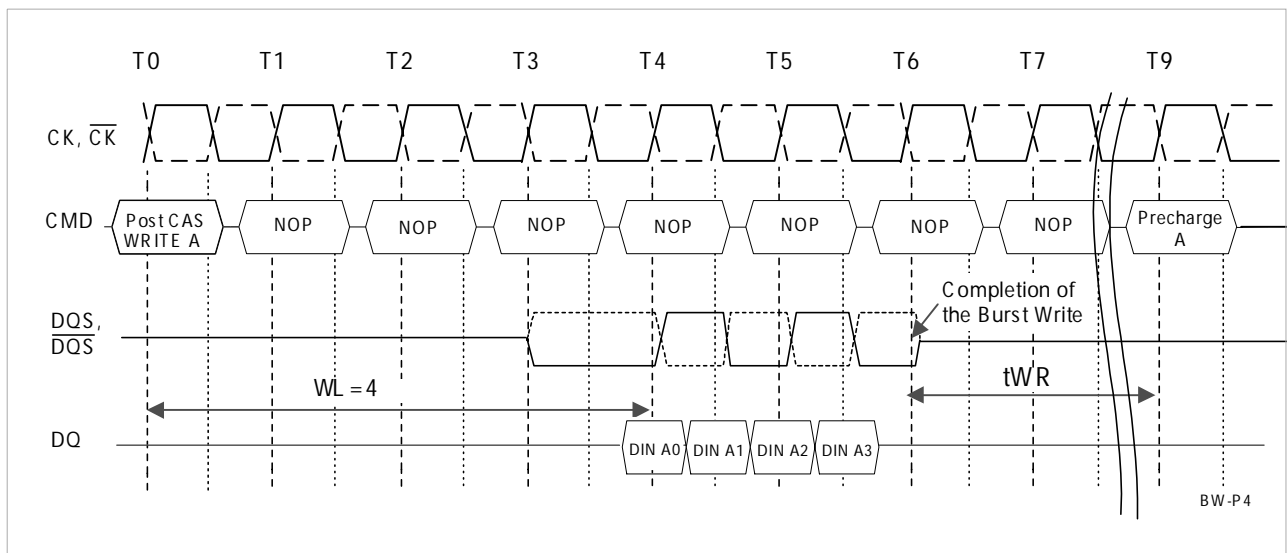 T0 T1 T2 T3 T4 T5 T6 T7 T9
CK, CK
CMD
Post CAS
WRITE A
NOP
NOP
NOP
NOP
NOP
NOP
NOP
Precharge
A
DQS,
DQS
Completion of
the Burst Write
WL = 4
tWR
DQ
DIN A0
DIN A1
DIN A2
DIN A3
BW-P4